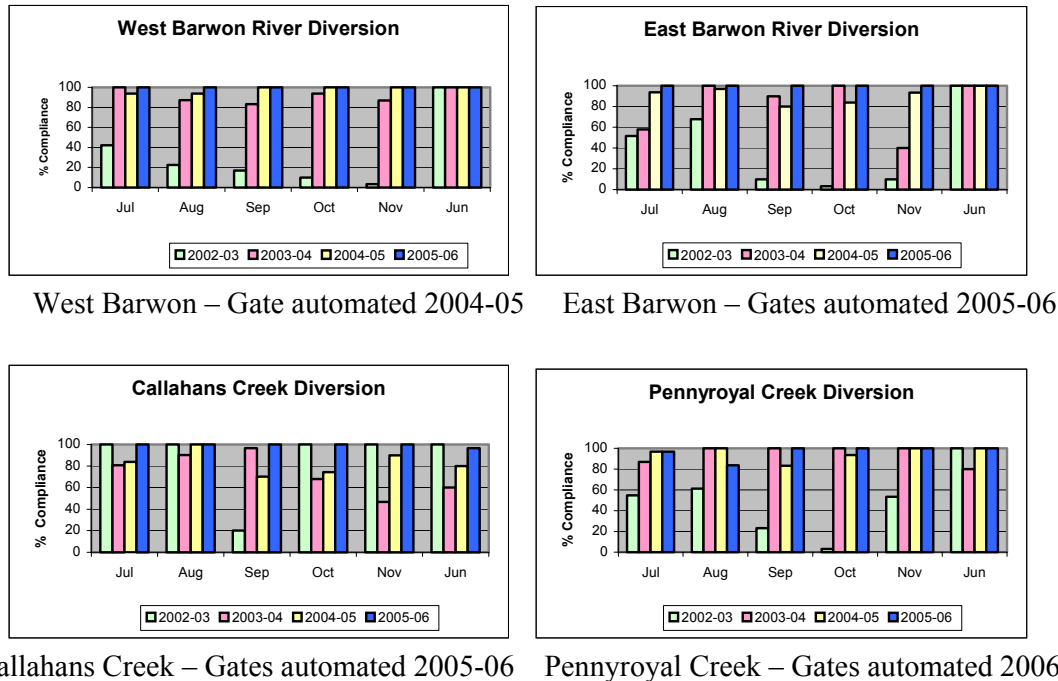 West Barwon River Diversion
% Compliance
100
80
60
40
20
0
Jul Aug Sep Oct Nov Jun
2002-03 2003-04 2004-05 2005-06
East Barwon River Diversion
% Compliance
100
80
60
40
20
0
Jul Aug Sep Oct Nov Jun
2002-03 2003-04 2004-05 2005-06
West Barwon – Gate automated 2004-05
East Barwon – Gates automated 2005-06
Callahans Creek Diversion
% Compliance
100
80
60
40
20
0
Jul Aug Sep Oct Nov Jun
2002-03 2003-04 2004-05 2005-06
Pennyroyal Creek Diversion
% Compliance
100
80
60
40
20
0
Jul Aug Sep Oct Nov Jun
2002-03 2003-04 2004-05 2005-06
allahans Creek – Gates automated 2005-06
Pennyroyal Creek – Gates automated 2006